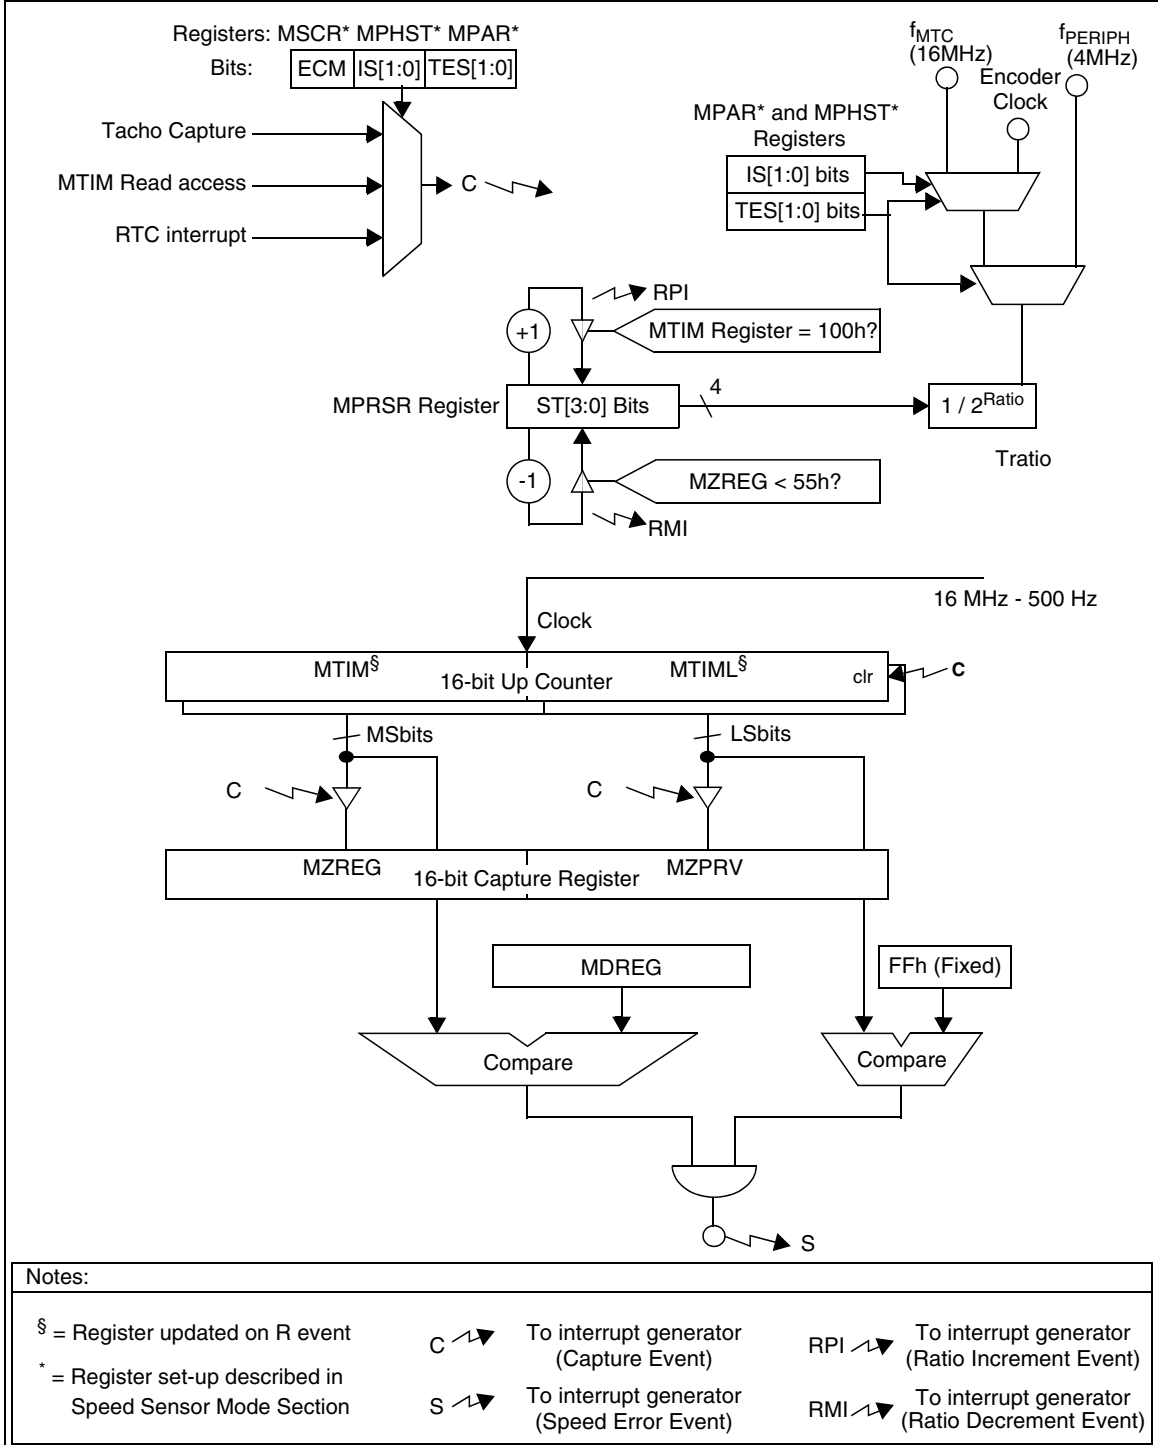 Registers: MSCR* MPHST* MPAR*
Bits: ECM IS[1:0] TES[1:0]
Tacho Capture
MTIM Read access
RTC interrupt
C
fMTC
(16MHz)
fPERIPH
(4MHz)
Encoder
Clock
MPAR* and MPHST*
Registers
IS[1:0] bits
TES[1:0] bits
RPI
+1
MTIM Register = 100h?
MPRSR Register
ST[3:0] Bits
4
1 / 2Ratio
Tratio
-1
MZREG < 55h?
RMI
16 MHz - 500 Hz
Clock
MTIM§
16-bit Up Counter
MTIML§
clr
C
MSbits
LSbits
C
C
MZREG
16-bit Capture Register
MZPRV
MDREG
FFh (Fixed)
Compare
Compare
S
Notes:
§ = Register updated on R event
* = Register set-up described in
Speed Sensor Mode Section
C To interrupt generator
(Capture Event)
S To interrupt generator
(Speed Error Event)
RPI To interrupt generator
(Ratio Increment Event)
RMI To interrupt generator
(Ratio Decrement Event)